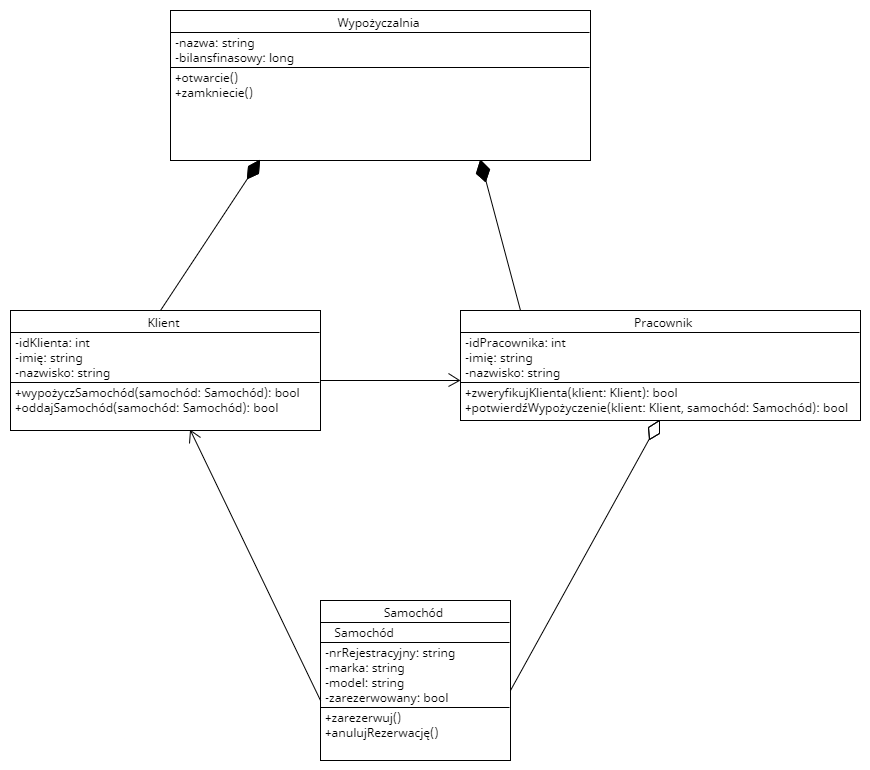 Wypożyczalnia
-nazwa: string
-bilansfinasowy: long
+otwarcie()
+zamkniecie()
Klient
-idKlienta: int
-imię: string
-nazwisko: string
+wypożyczSamochód(samochód: Samochód): bool
+oddajSamochód(samochód: Samochód): bool
Pracownik
-idPracownika: int
-imię: string
-nazwisko: string
+zweryfikujKlienta(klient: Klient): bool
+potwierdźWypożyczenie(klient: Klient, samochód: Samochód): bool
Samochód
Samochód
-nrRejestracyjny: string
-marka: string
-model: string
-zarezerwowany: bool
+zarezerwuj()
+anulujRezerwację()